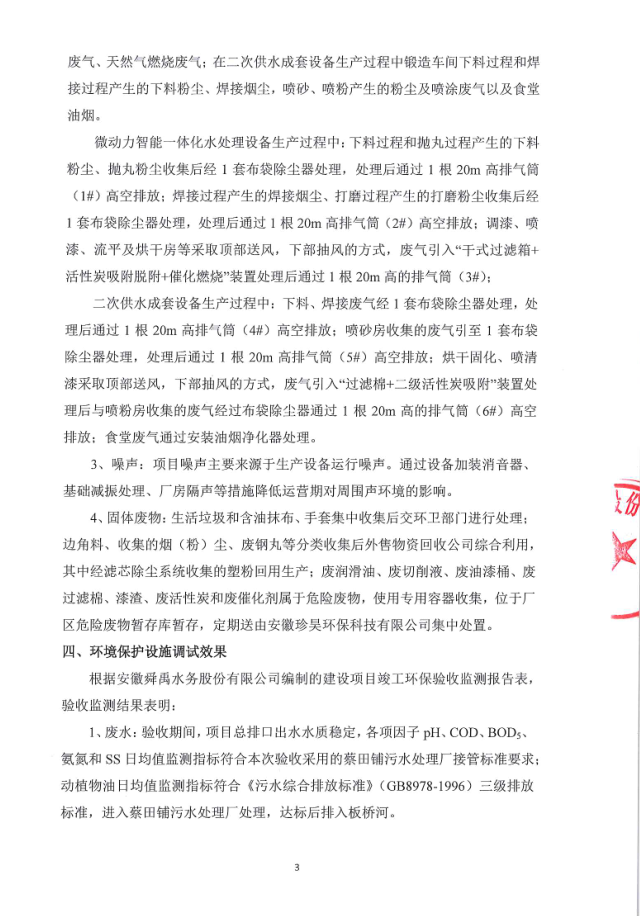 废气、天然气燃烧废气；在二次供水成套设备生产过程中锻造车间下料过程和焊
接过程产生的下料粉尘、焊接烟尘，喷砂、喷粉产生的粉尘及喷涂废气以及食堂
油烟。
微动力智能一体化水处理设备生产过程中：下料过程和抛丸过程产生的下料
粉尘、抛丸粉尘收集后经 1 套布袋除尘器处理，处理后通过 1 根 20m 高排气筒
（1#）高空排放；焊接过程产生的焊接烟尘、打磨过程产生的打磨粉尘收集后经
1 套布袋除尘器处理，处理后通过 1 根 20m 高排气筒（2#）高空排放；调漆、喷
漆、流平及烘干房等采取顶部送风，下部抽风的方式，废气引入“干式过滤箱+
活性炭吸附脱附+催化燃烧”装置处理后通过 1 根 20m 高的排气筒（3#）；
二次供水成套设备生产过程中：下料、焊接废气经 1 套布袋除尘器处理，处
理后通过 1 根 20m 高排气筒（4#）高空排放；喷砂房收集的废气引至 1 套布袋
除尘器处理，处理后通过 1 根 20m 高排气筒（5#）高空排放；烘干固化、喷清
漆采取顶部送风，下部抽风的方式，废气引入“过滤棉+二级活性炭吸附”装置处
理后与喷粉房收集的废气经过布袋除尘器通过 1 根 20m 高的排气筒（6#）高空
排放；食堂废气通过安装油烟净化器处理。
3、噪声：项目噪声主要来源于生产设备运行噪声。通过设备加装消音器、
基础减振处理、厂房隔声等措施降低运营期对周围声环境的影响。
4、固体废物：生活垃圾和含油抹布、手套集中收集后交环卫部门进行处理；
边角料、收集的烟（粉）尘、废钢丸等分类收集后外售物资回收公司综合利用，
其中经滤芯除尘系统收集的塑粉回用生产；废润滑油、废切削液、废油漆桶、废
过滤棉、漆渣、废活性炭和废催化剂属于危险废物，使用专用容器收集，位于厂
区危险废物暂存库暂存，定期送由安徽珍昊环保科技有限公司集中处置。
四、环境保护设施调试效果
根据安徽舜禹水务股份有限公司编制的建设项目竣工环保验收监测报告表，
验收监测结果表明：
1、废水：验收期间，项目总排口出水水质稳定，各项因子 pH、COD、BOD₅、
氨氮和 SS 日均值监测指标符合本次验收采用的蔡田铺污水处理厂接管标准要求；
动植物油日均值监测指标符合《污水综合排放标准》（GB8978-1996）三级排放
标准，进入蔡田铺污水处理厂处理，达标后排入板桥河。
份
3